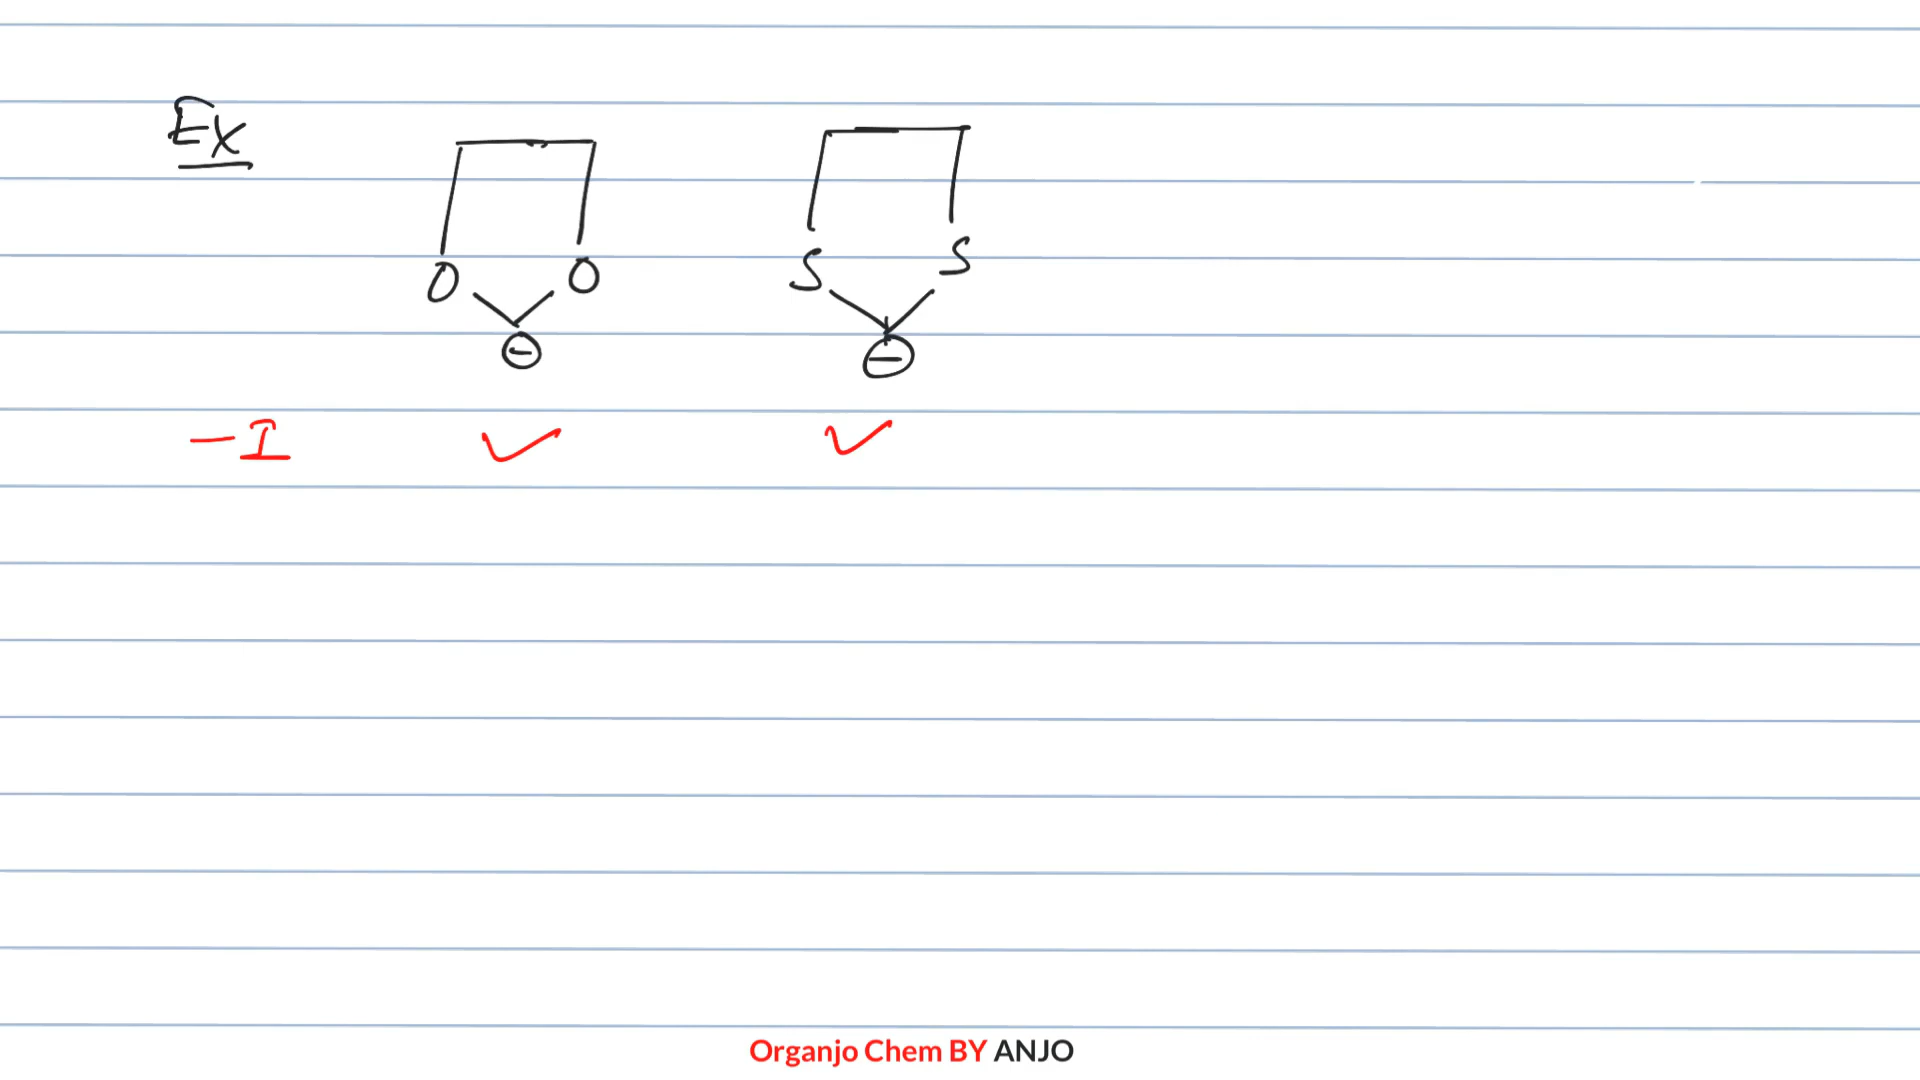 Ex
O O S S
⊖ ⊖
-I ✓ ✓
Organjo Chem BY ANJO